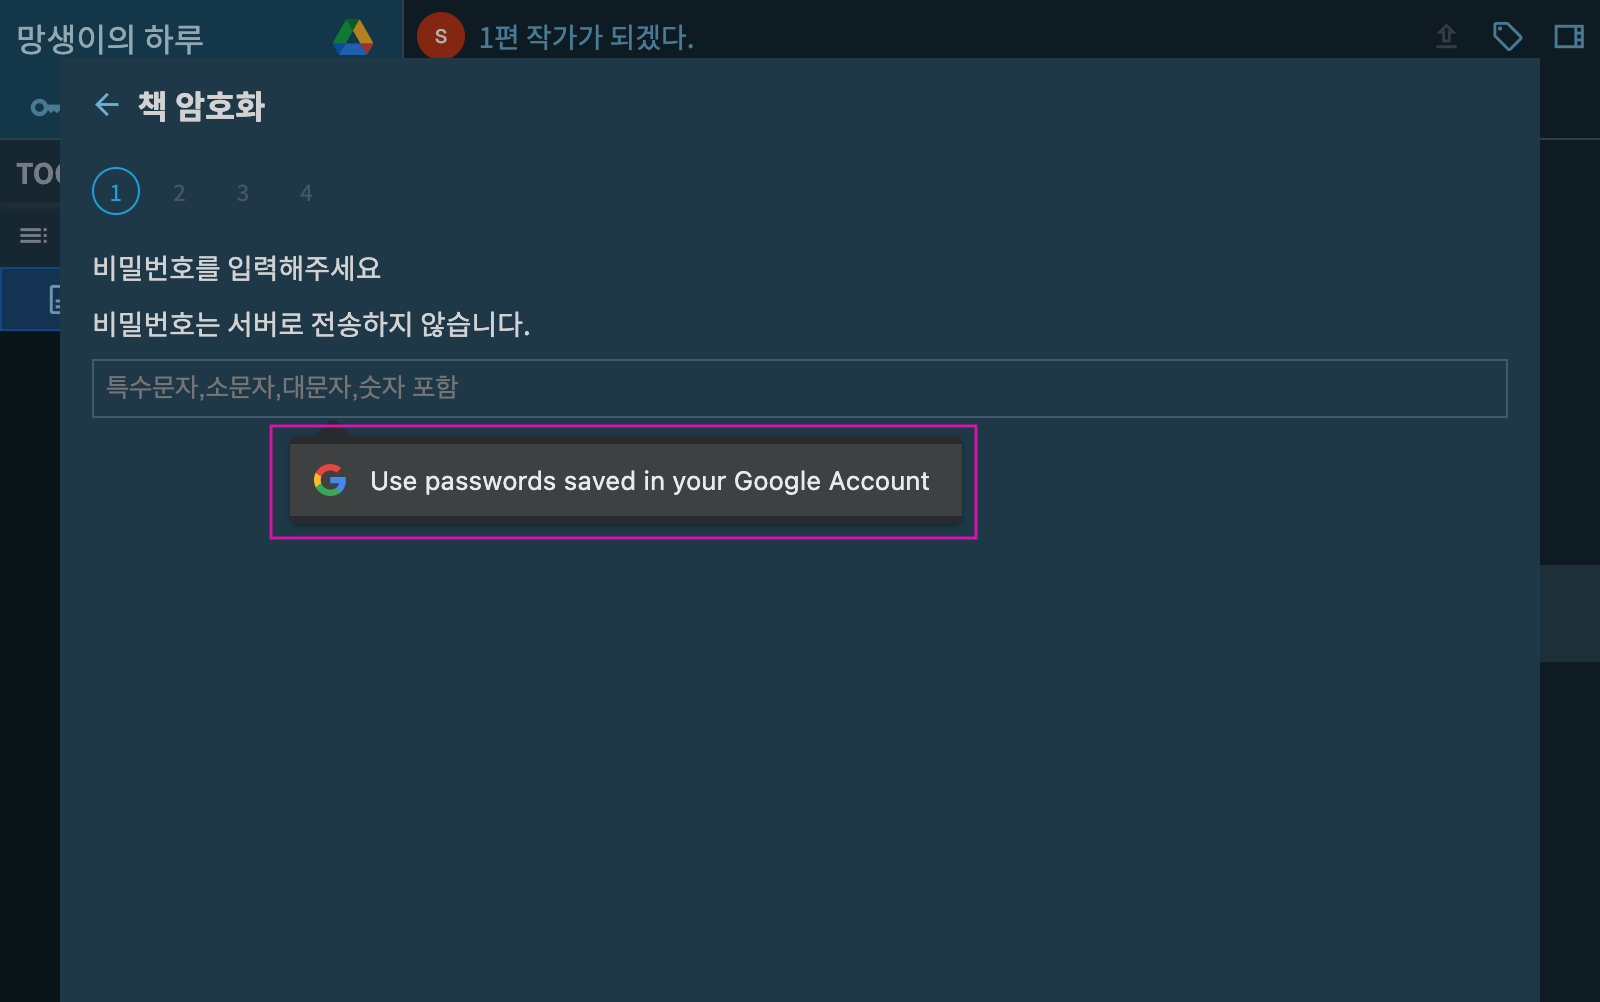 망생이의 하루
S
1편 작가가 되겠다.
책 암호화
TOC
1 2 3 4
비밀번호를 입력해주세요
비밀번호는 서버로 전송하지 않습니다.
특수문자,소문자,대문자,숫자 포함
Use passwords saved in your Google Account